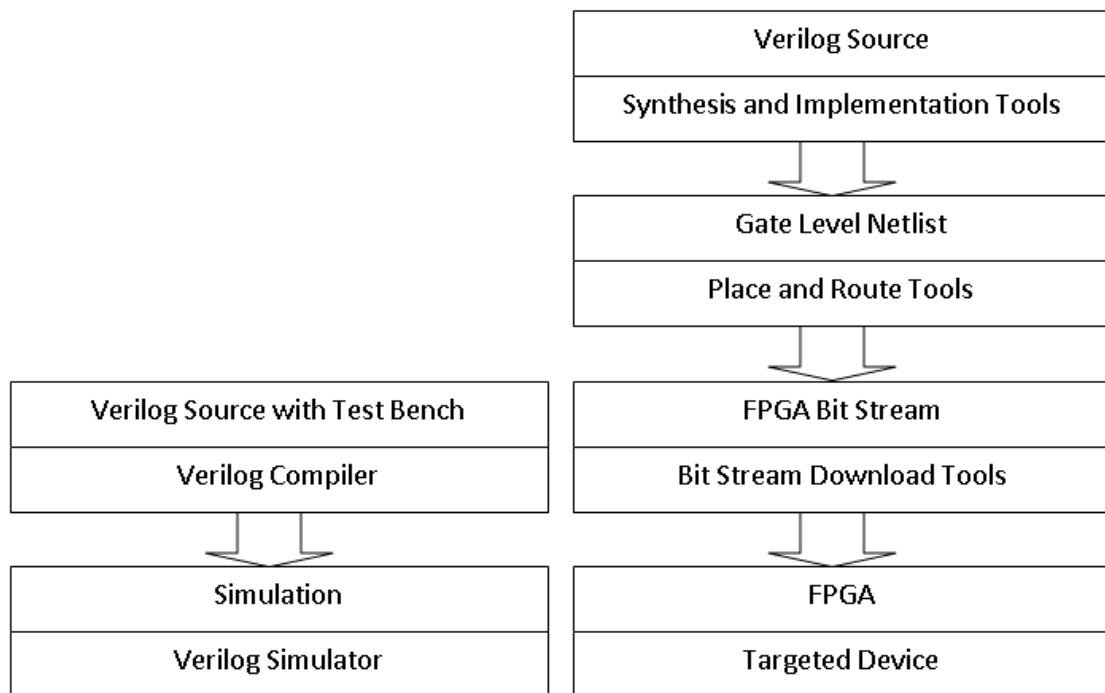 Verilog Source
Synthesis and Implementation Tools
Gate Level Netlist
Place and Route Tools
Verilog Source with Test Bench
Verilog Compiler
Simulation
Verilog Simulator
FPGA Bit Stream
Bit Stream Download Tools
FPGA
Targeted Device